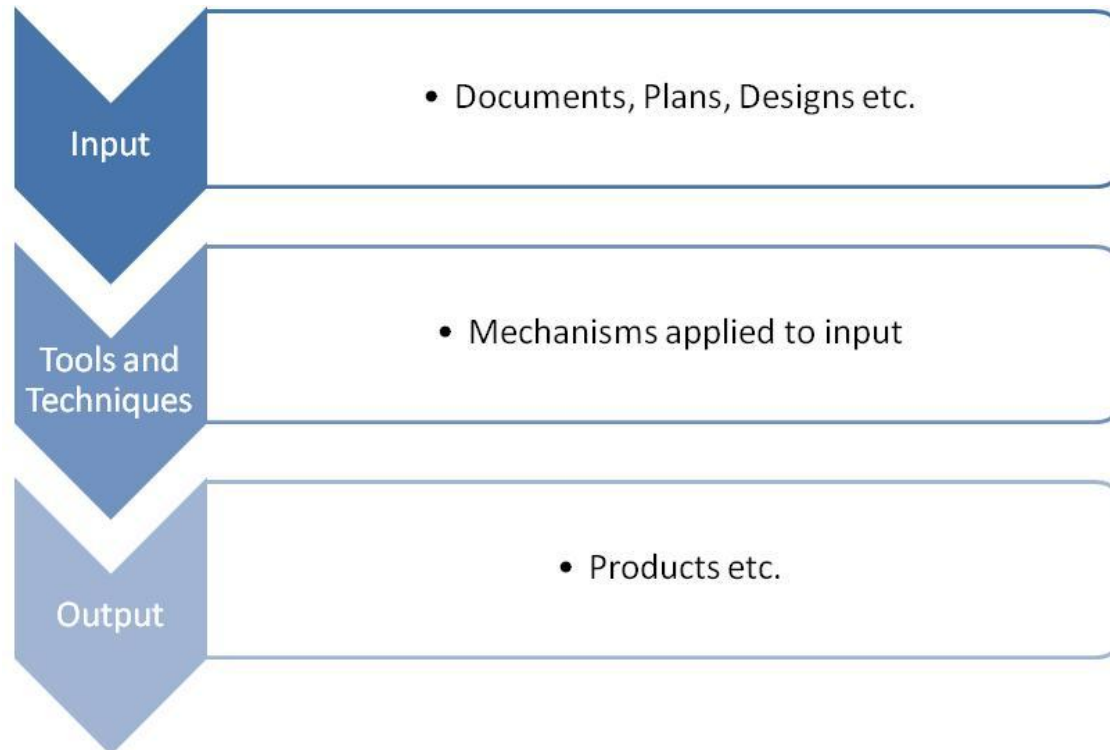 Input
• Documents, Plans, Designs etc.
Tools and
Techniques
• Mechanisms applied to input
Output
• Products etc.